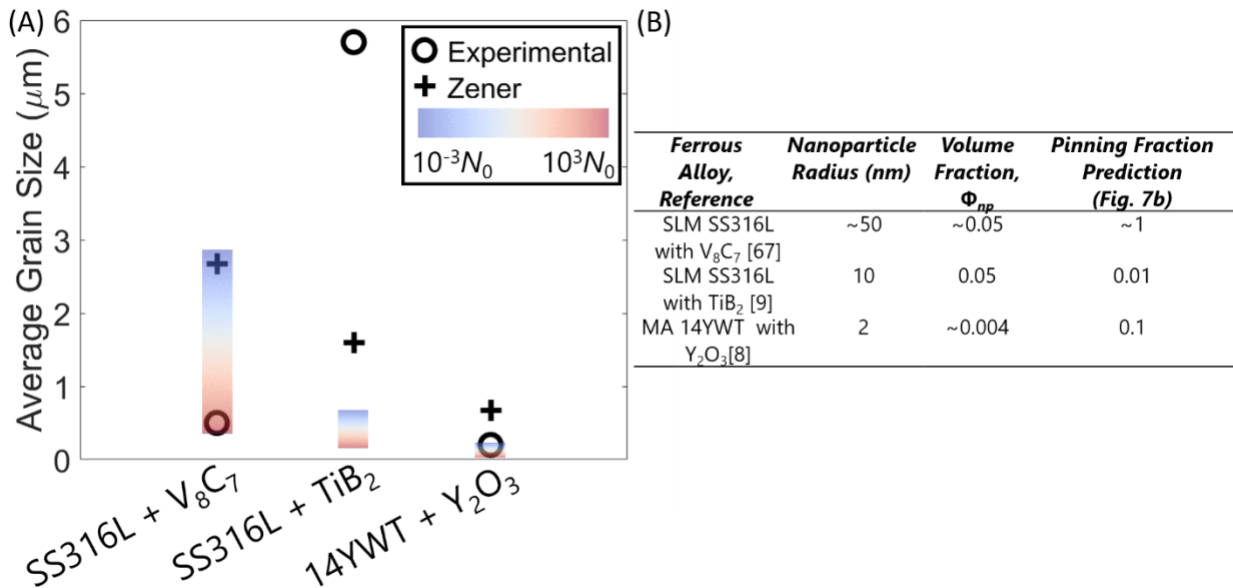 (A)
6
5
4
3
2
1
0
Average Grain Size (μm)
Experimental
Zener
10⁻³N₀ 10³N₀
SS316L + V₈C₇
SS316L + TiB₂
14YWT + Y₂O₃
(B)
Ferrous Nanoparticle Volume Pinning Fraction
Alloy, Radius (nm) Fraction, Prediction
Reference Φₙₚ (Fig. 7b)
SLM SS316L ~50 ~0.05 ~1
with V₈C₇ [67]
SLM SS316L 10 0.05 0.01
with TiB₂ [9]
MA 14YWT with 2 ~0.004 0.1
Y₂O₃[8]